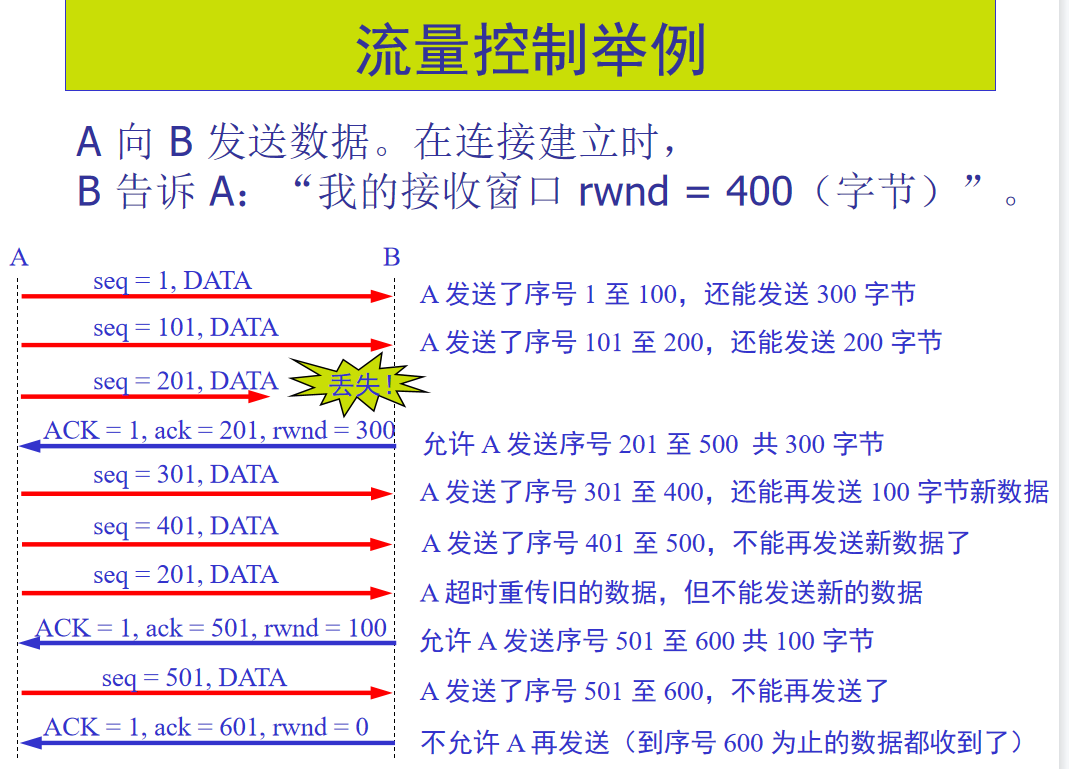 流量控制举例
A 向 B 发送数据。在连接建立时，
B 告诉 A：“我的接收窗口 rwnd = 400（字节）”。
A
B
seq = 1, DATA
A 发送了序号 1 至 100，还能发送 300 字节
seq = 101, DATA
A 发送了序号 101 至 200，还能发送 200 字节
seq = 201, DATA
丢失！
ACK = 1, ack = 201, rwnd = 300
允许 A 发送序号 201 至 500 共 300 字节
seq = 301, DATA
A 发送了序号 301 至 400，还能再发送 100 字节新数据
seq = 401, DATA
A 发送了序号 401 至 500，不能再发送新数据了
seq = 201, DATA
A 超时重传旧的数据，但不能发送新的数据
ACK = 1, ack = 501, rwnd = 100
允许 A 发送序号 501 至 600 共 100 字节
seq = 501, DATA
A 发送了序号 501 至 600，不能再发送了
ACK = 1, ack = 601, rwnd = 0
不允许 A 再发送（到序号 600 为止的数据都收到了）